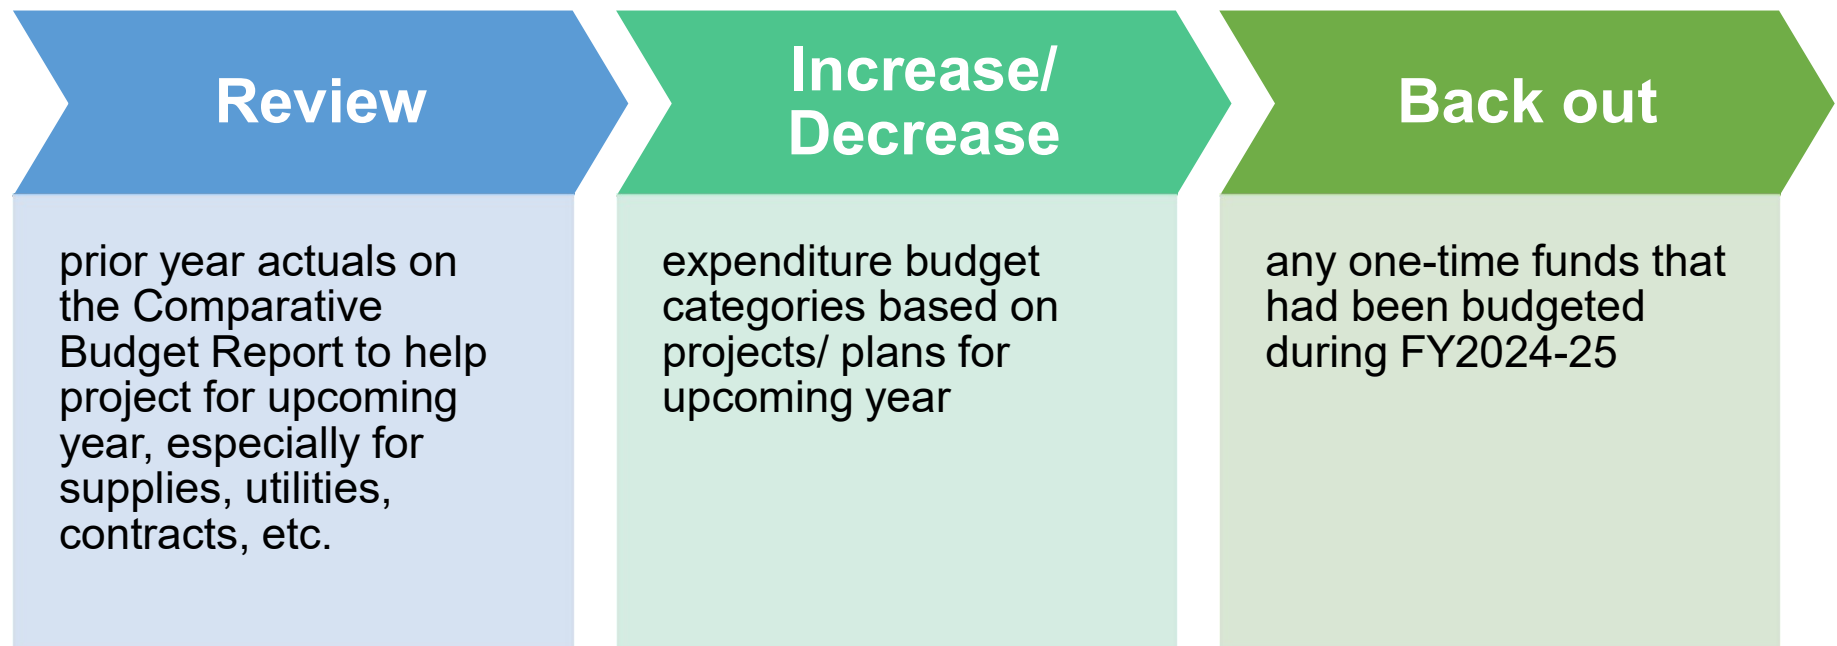 Review
prior year actuals on
the Comparative
Budget Report to help
project for upcoming
year, especially for
supplies, utilities,
contracts, etc.
Increase/
Decrease
expenditure budget
categories based on
projects/ plans for
upcoming year
Back out
any one-time funds that
had been budgeted
during FY2024-25